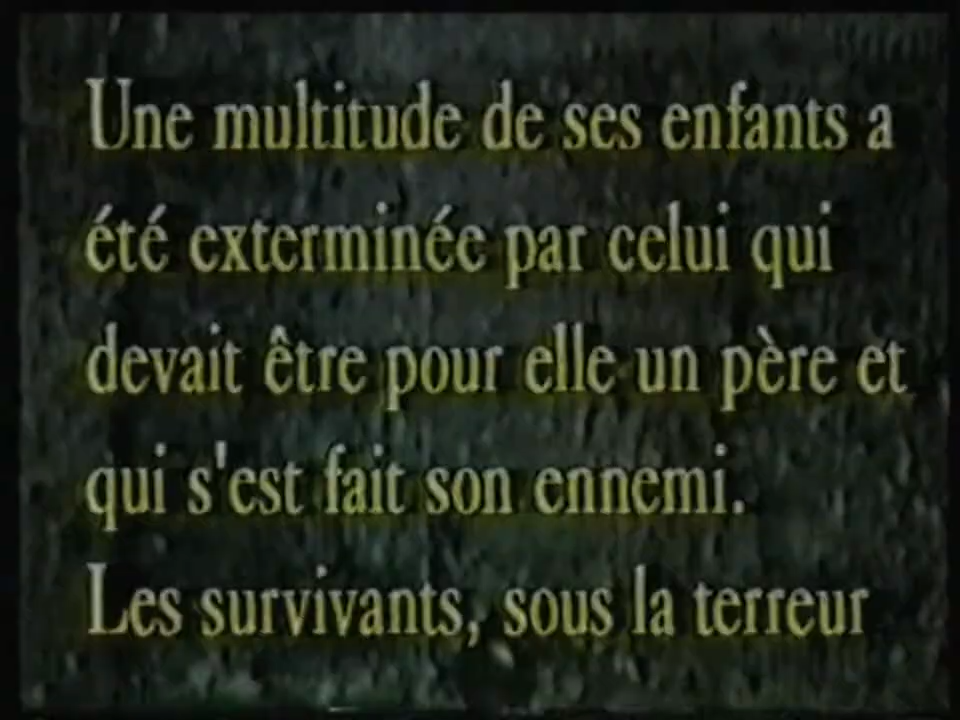 Une multitude de ses enfants a
été exterminée par celui qui
devait être pour elle un père et
qui s'est fait son ennemi.
Les survivants, sous la terreur